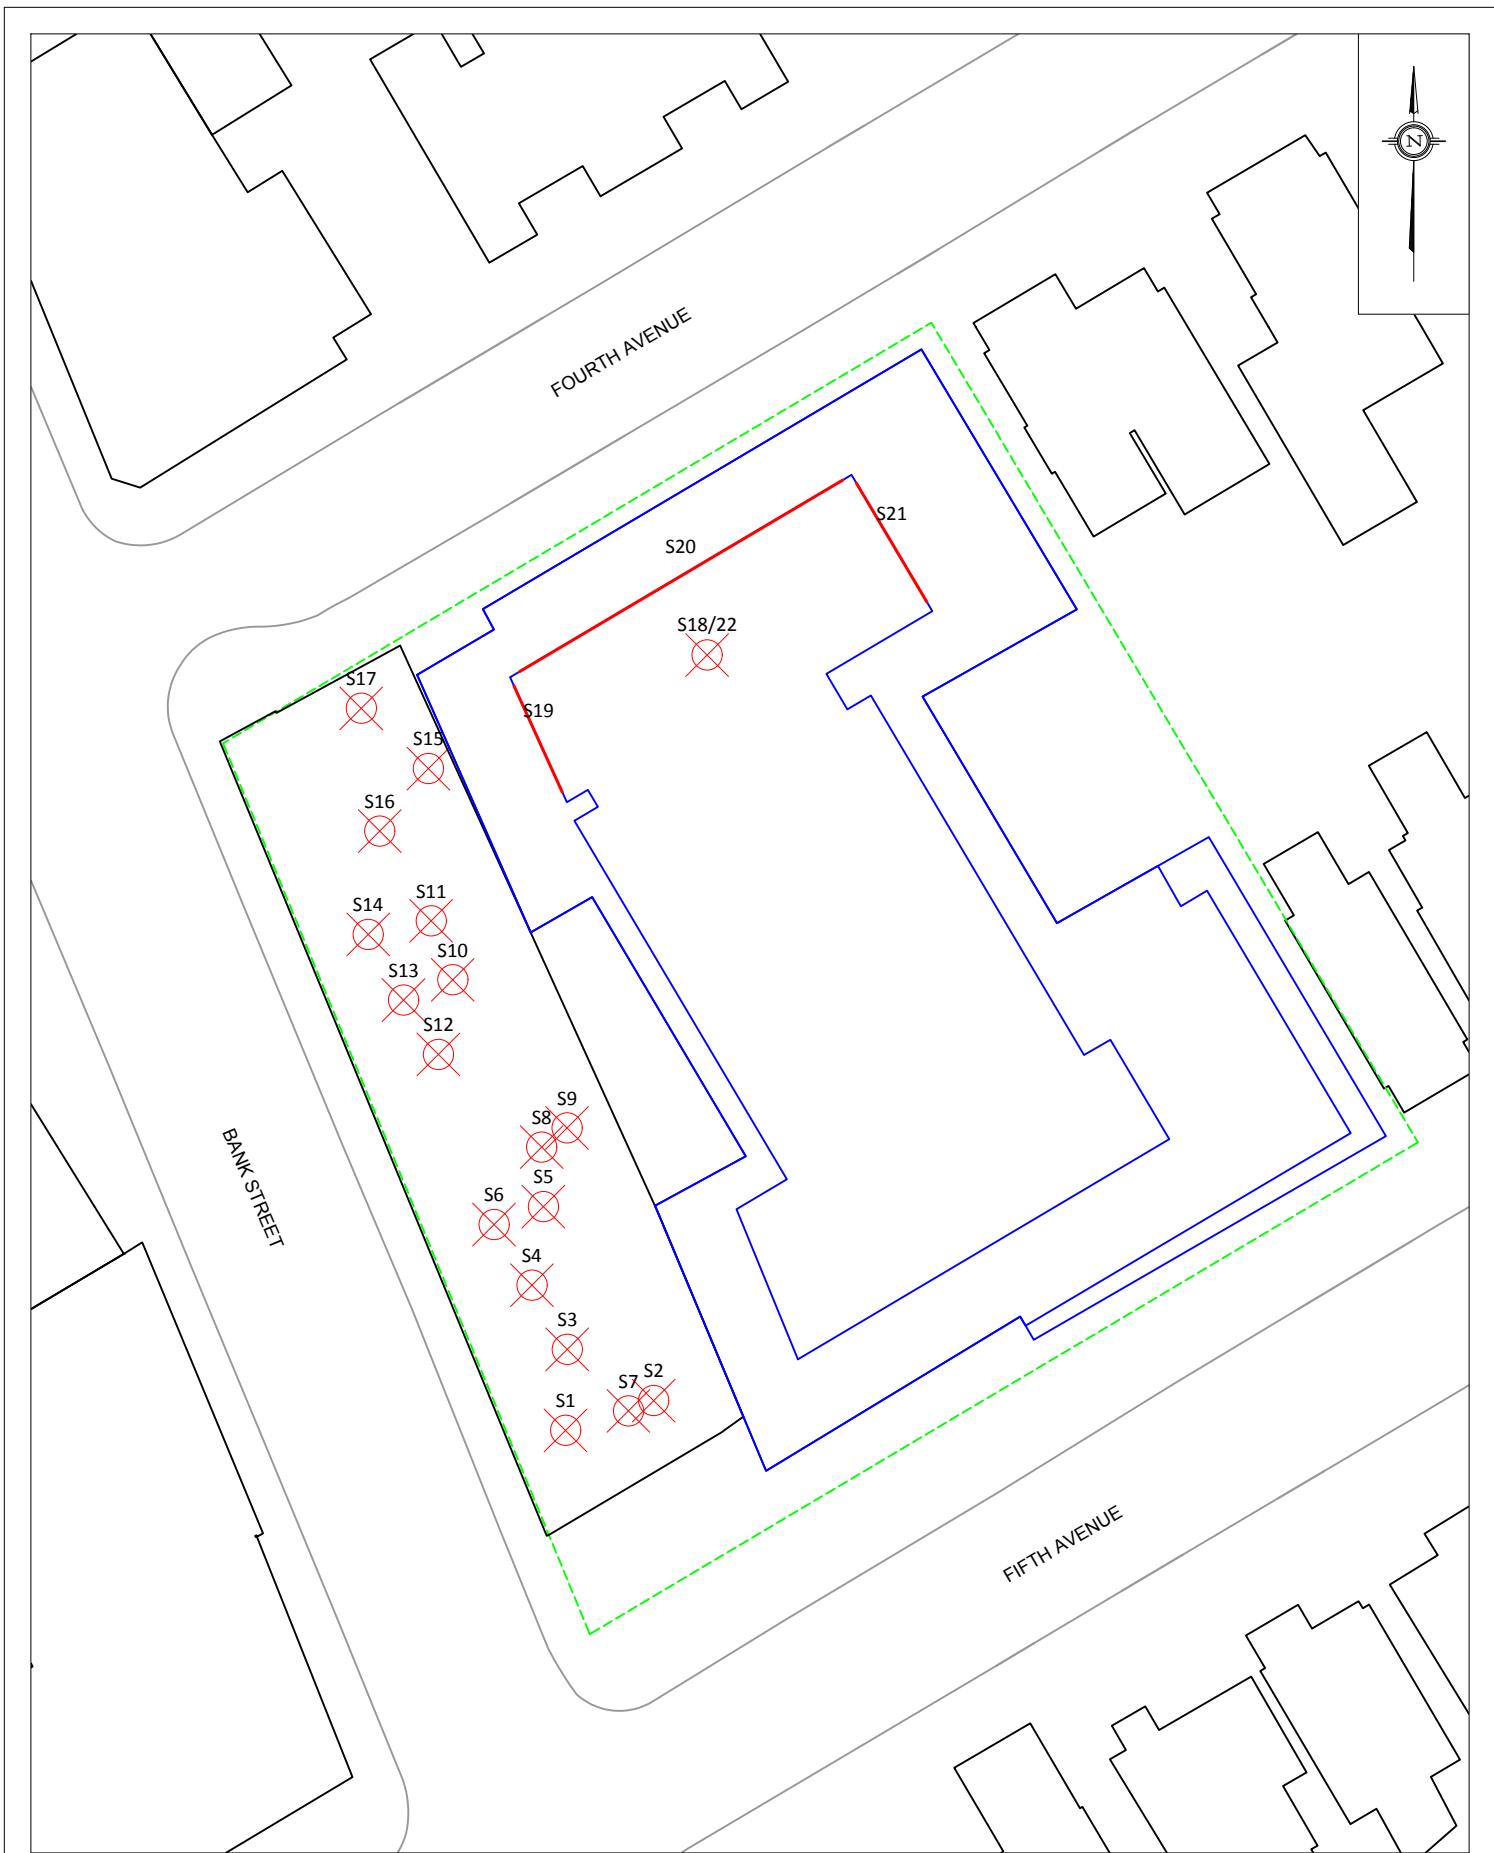 N
FOURTH AVENUE
S21
S20
S18/22
S17
S19
S15
S16
S11
S14
S10
S13
S12
S9
S8
S5
S6
BANK STREET
S4
S3
S2
S7
S1
FIFTH AVENUE